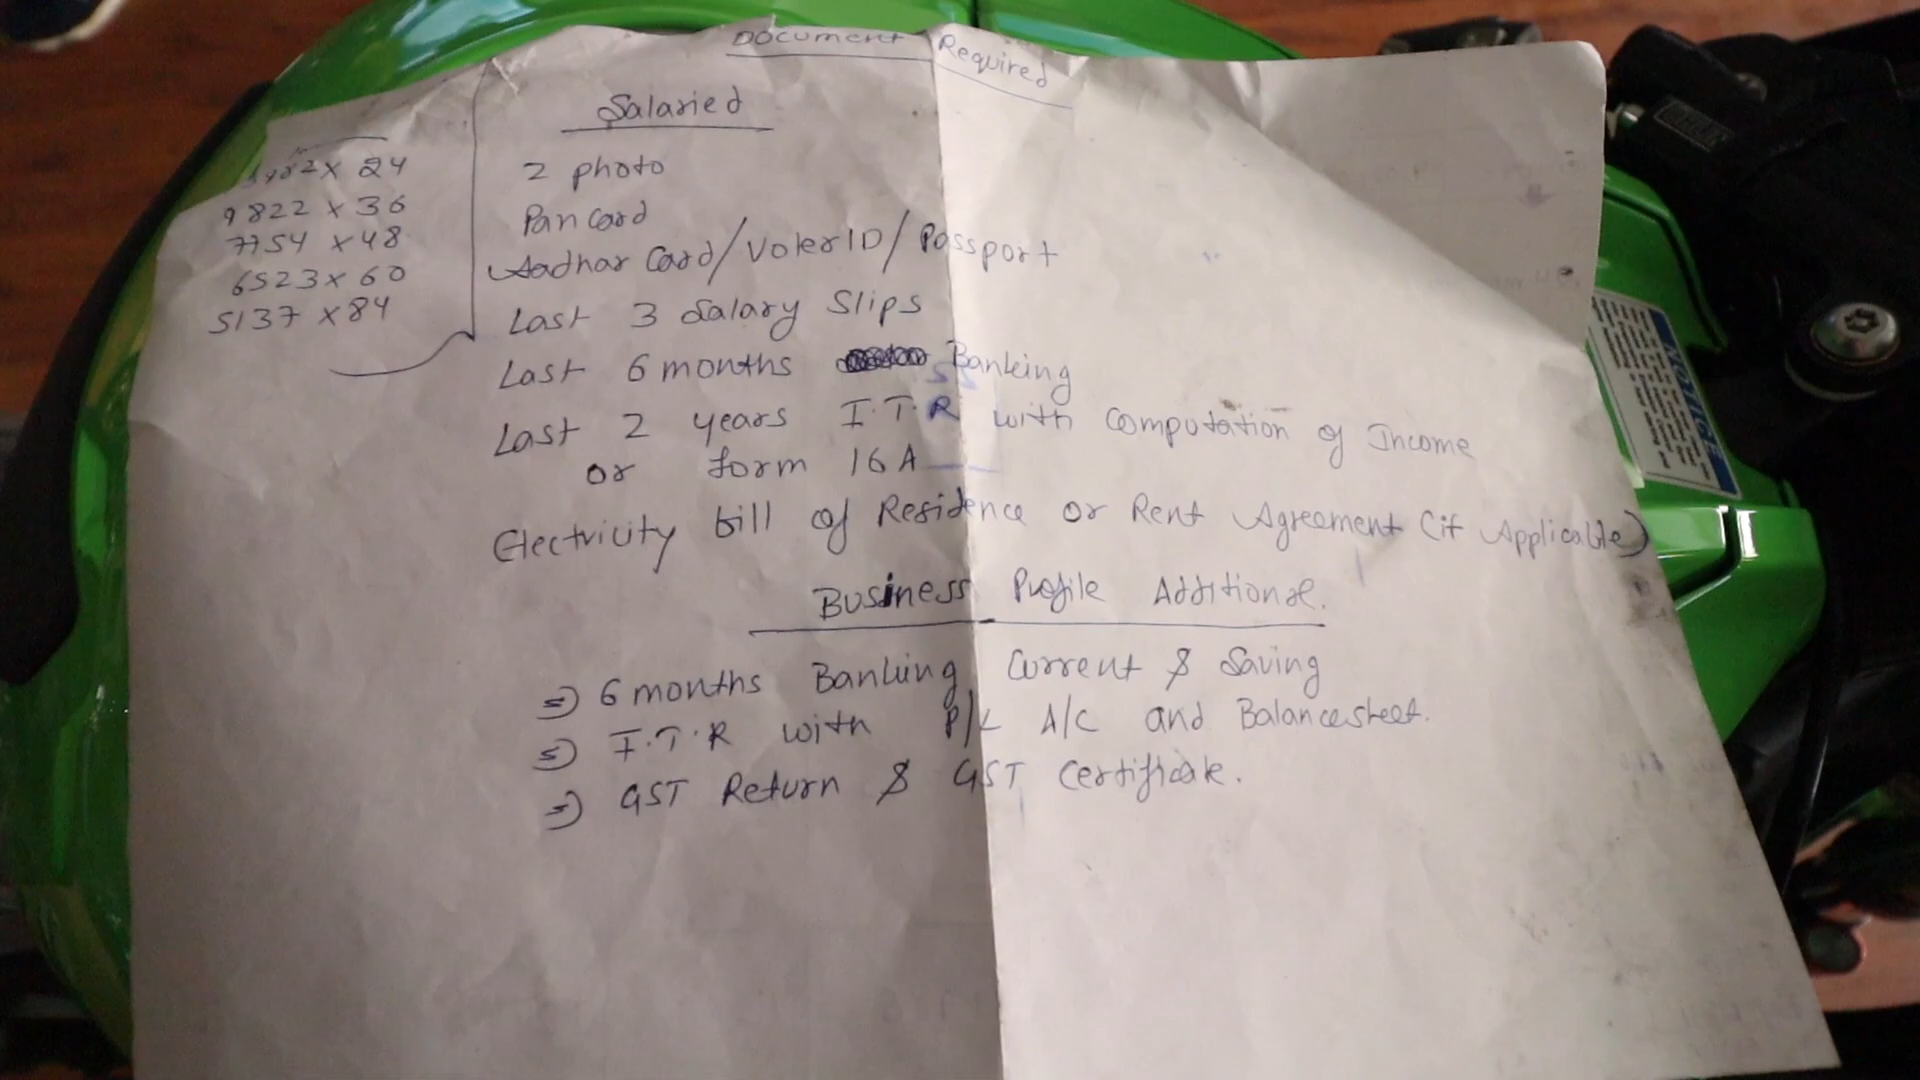 Document Required
Salaried
x 24
9822 x 36
7754 x 48
6523 x 60
5137 x 84
2 photo
Pan Card
Aadhar Card/VoterID/Passport
Last 3 Salary Slips
Last 6 months Banking
Last 2 years I.T.R with Computation of Income
or form 16 A
Electricity bill of Residence or Rent Agreement (if Applicable)
Business Profile Additional.
=) 6 months Banking Current & Saving
=) I.T.R with P/L A/C and Balancesheet.
=) GST Return & GST Certificate.
NOTICE